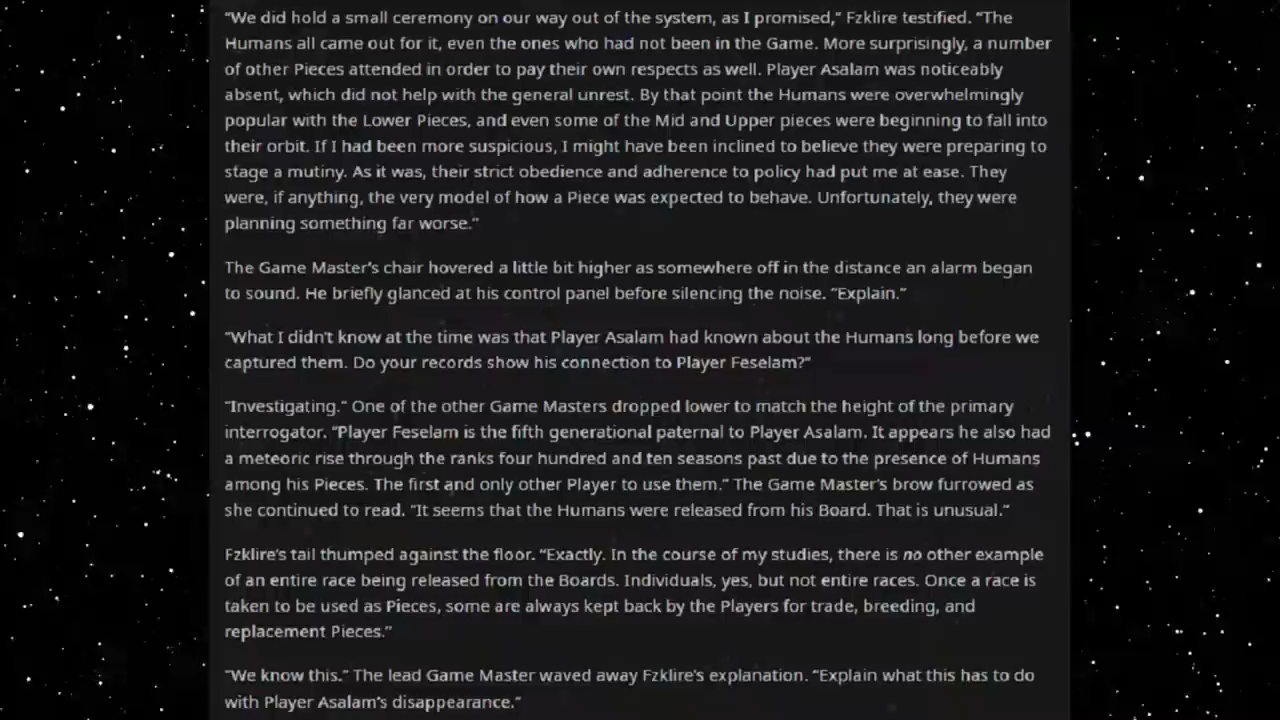 “We did hold a small ceremony on our way out of the system, as I promised,” Fzklire testified. “The
Humans all came out for it, even the ones who had not been in the Game. More surprisingly, a number
of other Pieces attended in order to pay their own respects as well. Player Asalam was noticeably
absent, which did not help with the general unrest. By that point the Humans were overwhelmingly
popular with the Lower Pieces, and even some of the Mid and Upper pieces were beginning to fall into
their orbit. If I had been more suspicious, I might have been inclined to believe they were preparing to
stage a mutiny. As it was, their strict obedience and adherence to policy had put me at ease. They
were, if anything, the very model of how a Piece was expected to behave. Unfortunately, they were
planning something far worse.”
The Game Master’s chair hovered a little bit higher as somewhere off in the distance an alarm began
to sound. He briefly glanced at his control panel before silencing the noise. “Explain.”
“What I didn’t know at the time was that Player Asalam had known about the Humans long before we
captured them. Do your records show his connection to Player Feselam?”
“Investigating.” One of the other Game Masters dropped lower to match the height of the primary
interrogator. “Player Feselam is the fifth generational paternal to Player Asalam. It appears he also had
a meteoric rise through the ranks four hundred and ten seasons past due to the presence of Humans
among his Pieces. The first and only other Player to use them.” The Game Master’s brow furrowed as
she continued to read. “It seems that the Humans were released from his Board. That is unusual.”
Fzklire’s tail thumped against the floor. “Exactly. In the course of my studies, there is no other example
of an entire race being released from the Boards. Individuals, yes, but not entire races. Once a race is
taken to be used as Pieces, some are always kept back by the Players for trade, breeding, and
replacement Pieces.”
“We know this.” The lead Game Master waved away Fzklire’s explanation. “Explain what this has to do
with Player Asalam’s disappearance.”